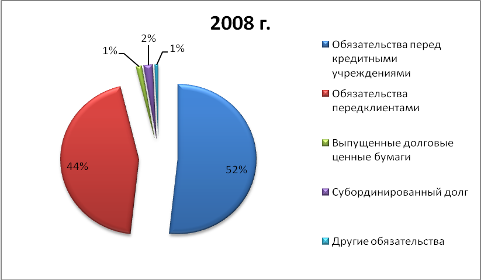 2008 г.
2%
1%
1%
44%
52%
Обязательства перед
кредитными
учреждениями
Обязательства
передклиентами
Выпущенные долговые
ценные бумаги
Субординированный долг
Другие обязательства